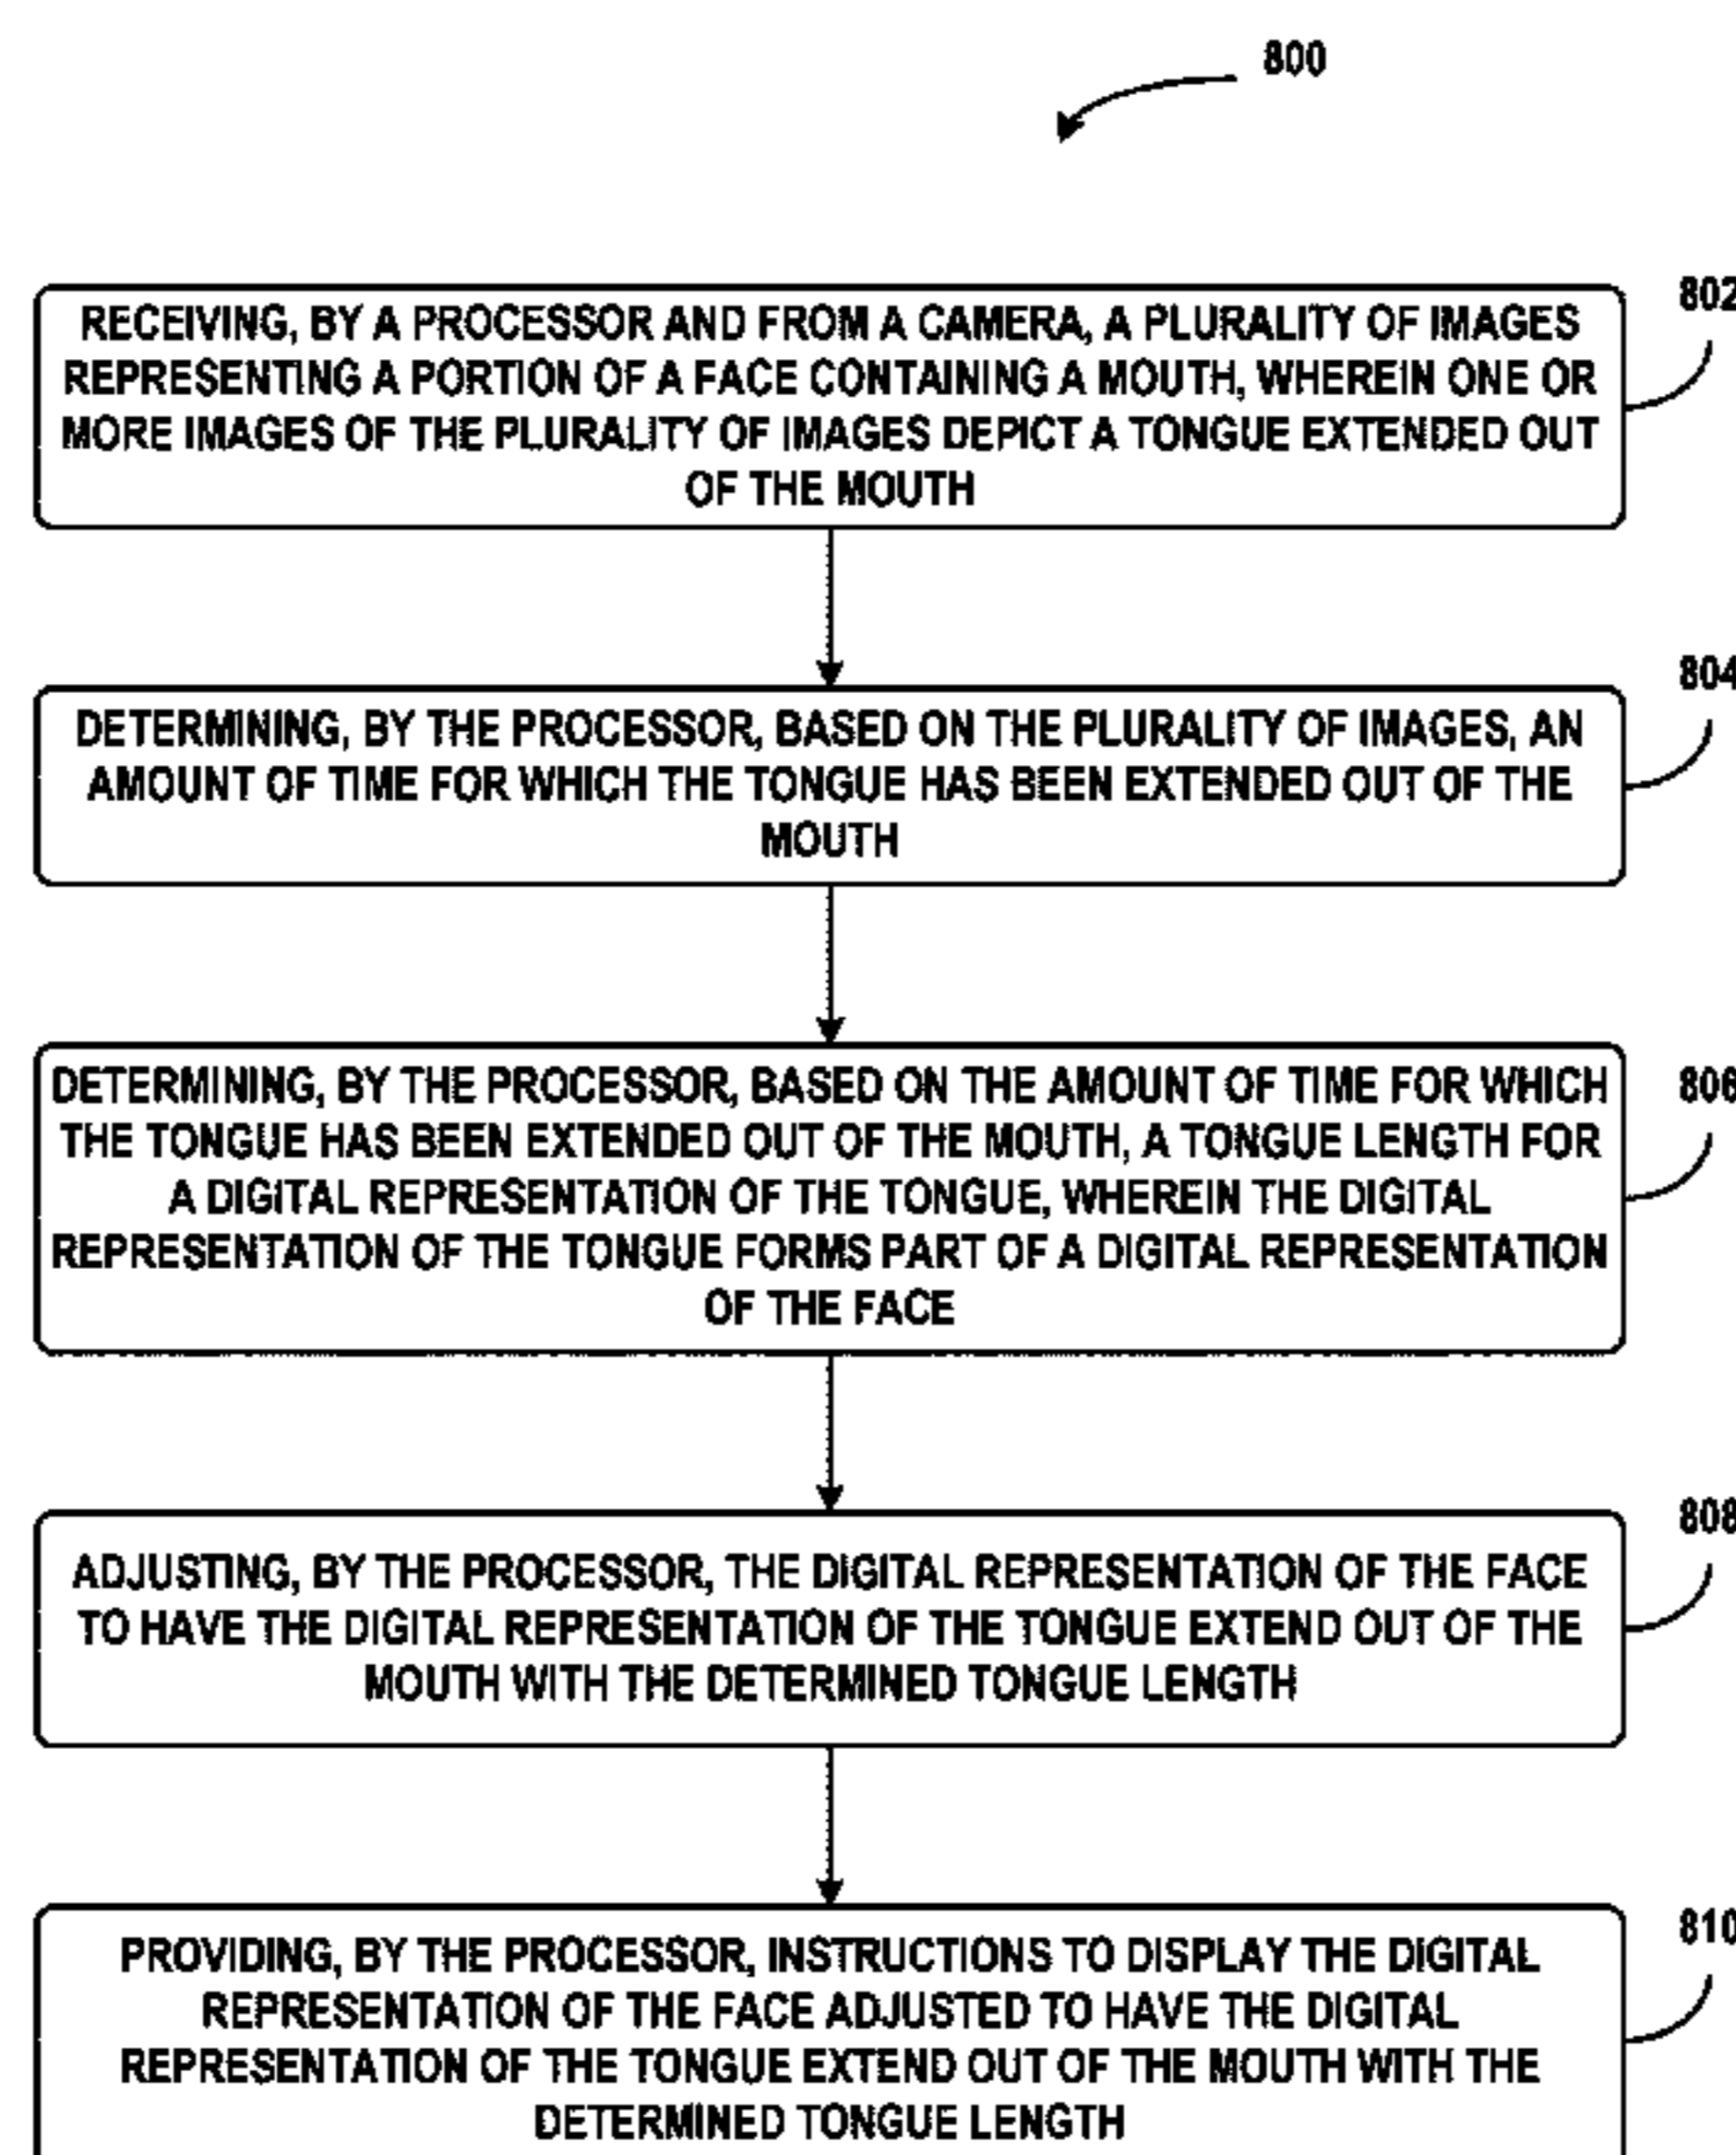 800
802
RECEIVING, BY A PROCESSOR AND FROM A CAMERA, A PLURALITY OF IMAGES
REPRESENTING A PORTION OF A FACE CONTAINING A MOUTH, WHEREIN ONE OR
MORE IMAGES OF THE PLURALITY OF IMAGES DEPICT A TONGUE EXTENDED OUT
OF THE MOUTH
804
DETERMINING, BY THE PROCESSOR, BASED ON THE PLURALITY OF IMAGES, AN
AMOUNT OF TIME FOR WHICH THE TONGUE HAS BEEN EXTENDED OUT OF THE
MOUTH
806
DETERMINING, BY THE PROCESSOR, BASED ON THE AMOUNT OF TIME FOR WHICH
THE TONGUE HAS BEEN EXTENDED OUT OF THE MOUTH, A TONGUE LENGTH FOR
A DIGITAL REPRESENTATION OF THE TONGUE, WHEREIN THE DIGITAL
REPRESENTATION OF THE TONGUE FORMS PART OF A DIGITAL REPRESENTATION
OF THE FACE
808
ADJUSTING, BY THE PROCESSOR, THE DIGITAL REPRESENTATION OF THE FACE
TO HAVE THE DIGITAL REPRESENTATION OF THE TONGUE EXTEND OUT OF THE
MOUTH WITH THE DETERMINED TONGUE LENGTH
810
PROVIDING, BY THE PROCESSOR, INSTRUCTIONS TO DISPLAY THE DIGITAL
REPRESENTATION OF THE FACE ADJUSTED TO HAVE THE DIGITAL
REPRESENTATION OF THE TONGUE EXTEND OUT OF THE MOUTH WITH THE
DETERMINED TONGUE LENGTH